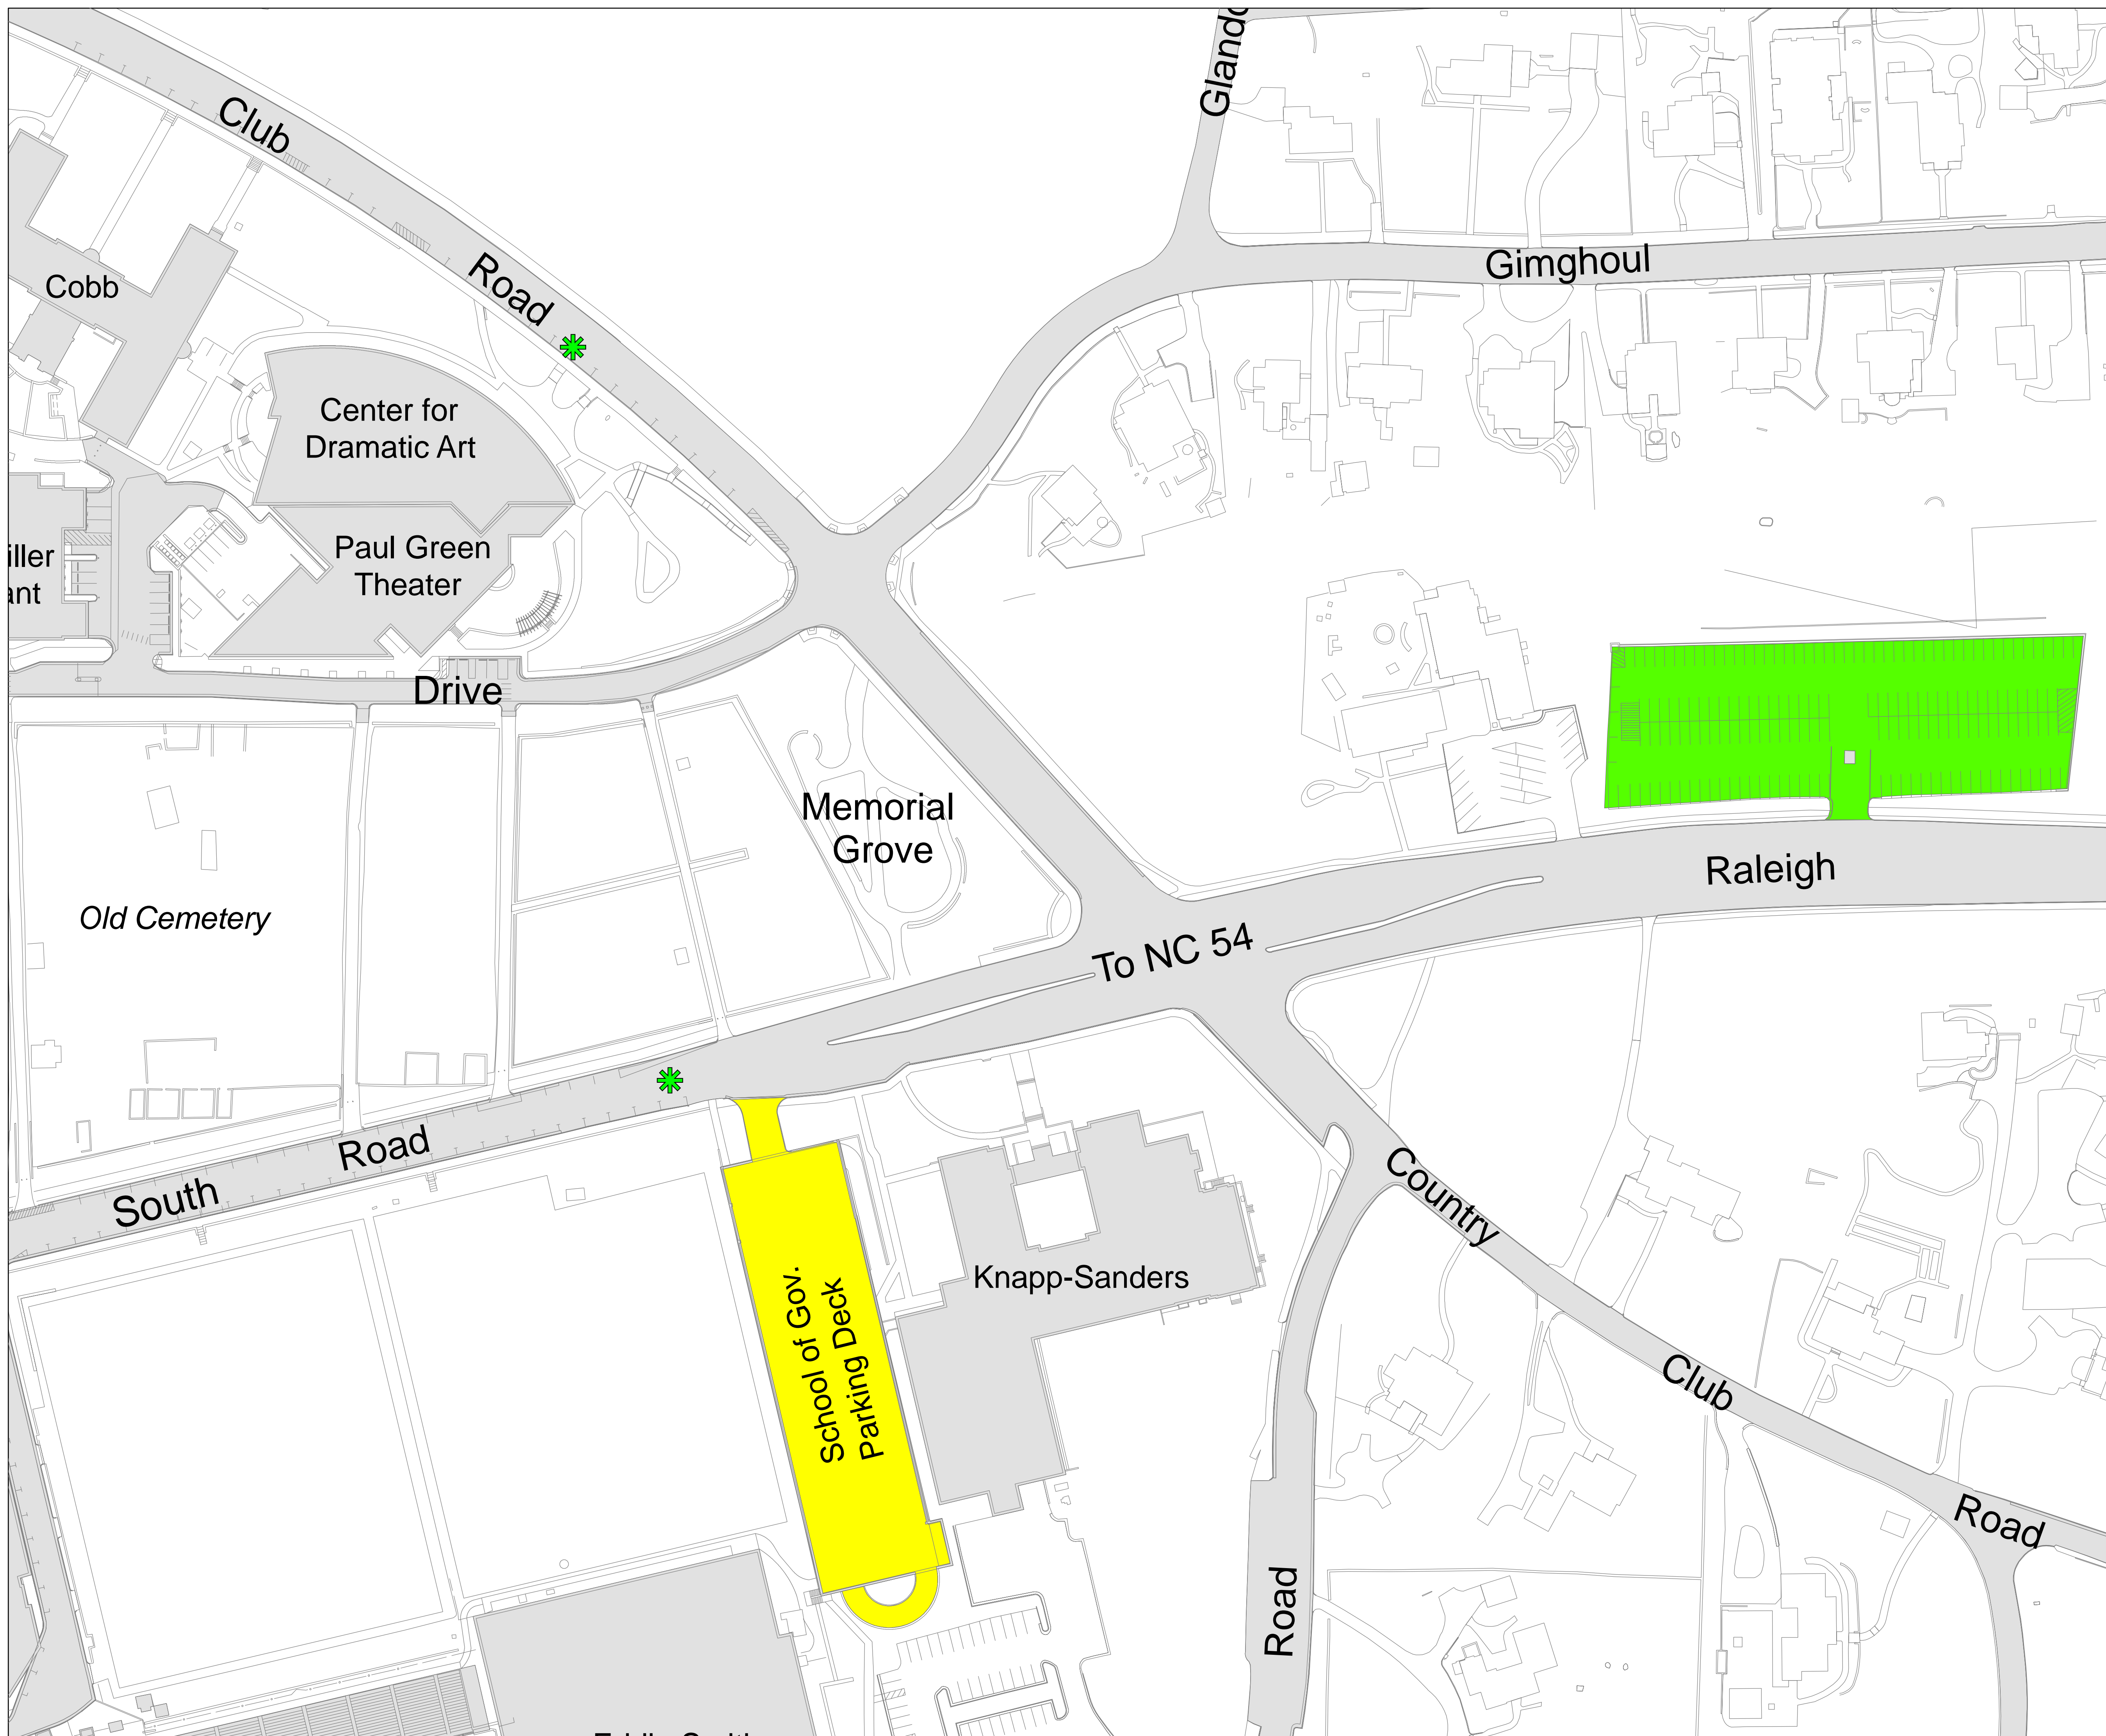 Club
Road
Gimghoul
Cobb
Center for
Dramatic Art
Paul Green
Theater
Drive
Memorial
Grove
Old Cemetery
Raleigh
To NC 54
Road
South
Country
Knapp-Sanders
School of Gov.
Parking Deck
Club
Road
Road